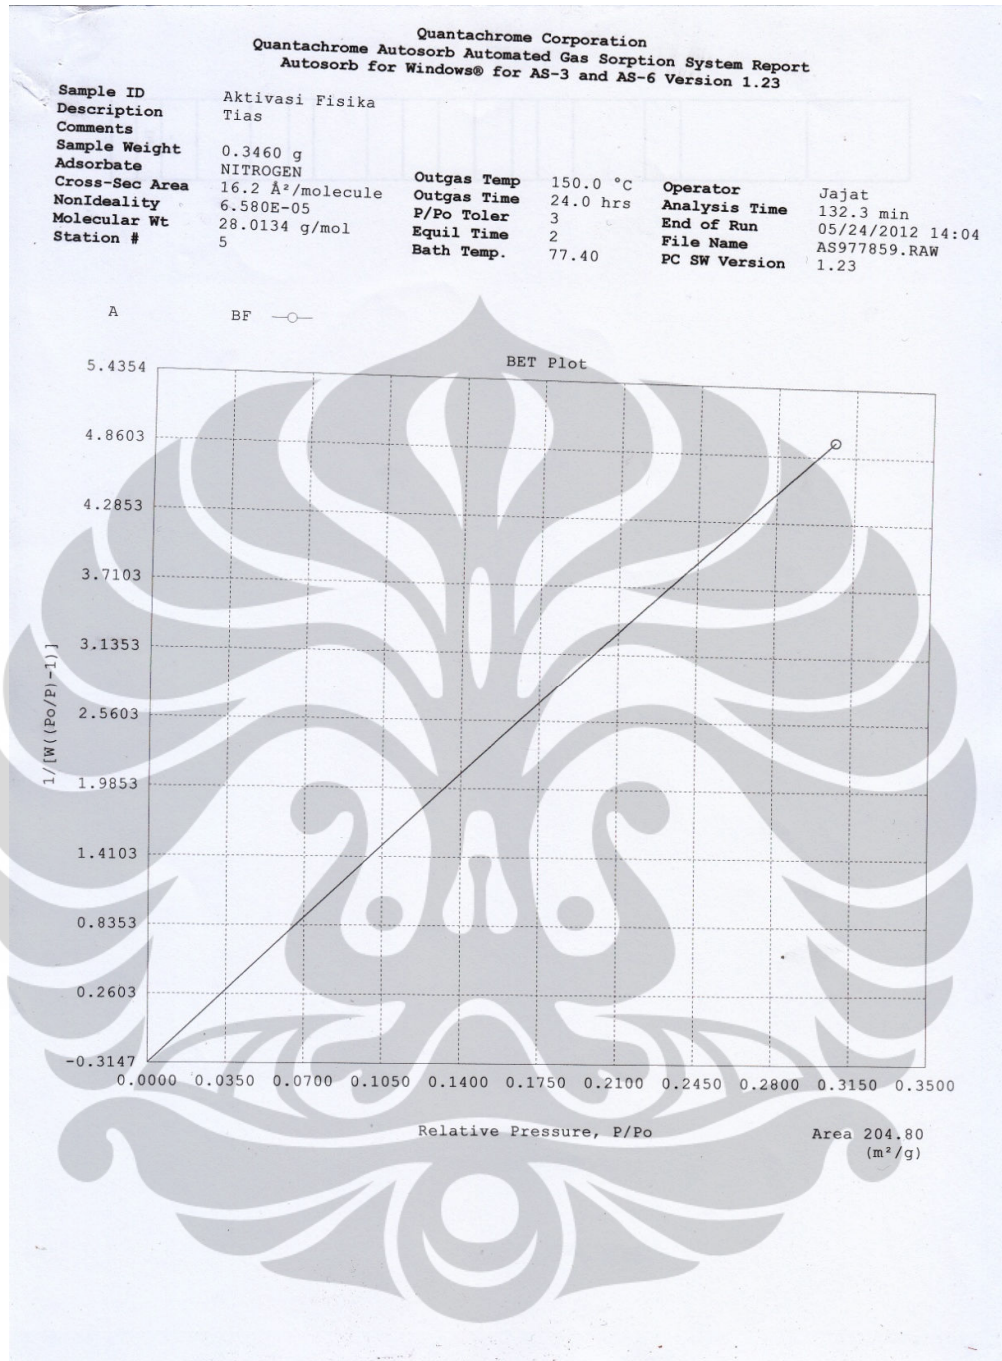 Quantachrome Corporation
Quantachrome Autosorb Automated Gas Sorption System Report
Autosorb for Windows® for AS-3 and AS-6 Version 1.23
Sample ID Aktivasi Fisika
Description Tias
Comments
Sample Weight 0.3460 g
Adsorbate NITROGEN Outgas Temp 150.0 °C Operator Jajat
Cross-Sec Area 16.2 Å²/molecule Outgas Time 24.0 hrs Analysis Time 132.3 min
NonIdeality 6.580E-05 P/Po Toler 3 End of Run 05/24/2012 14:04
Molecular Wt 28.0134 g/mol Equil Time 2 File Name AS977859.RAW
Station # 5 Bath Temp. 77.40 PC SW Version 1.23
A BF
BET Plot
5.4354
4.8603
4.2853
3.7103
3.1353
2.5603
1.9853
1.4103
0.8353
0.2603
-0.3147
1/[W((Po/P)-1)]
0.0000 0.0350 0.0700 0.1050 0.1400 0.1750 0.2100 0.2450 0.2800 0.3150 0.3500
Relative Pressure, P/Po Area 204.80
(m²/g)